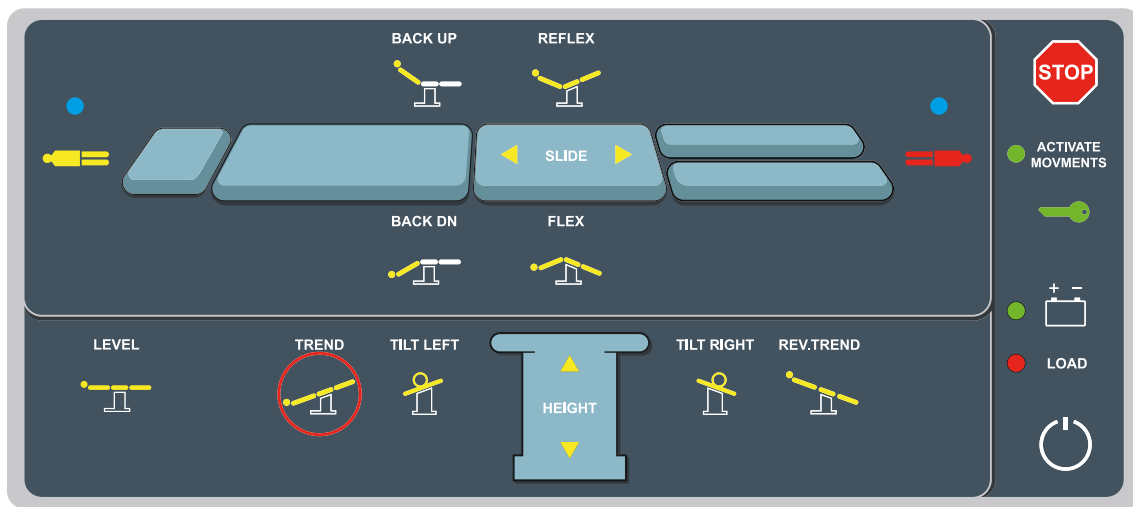 BACK UP
REFLEX
STOP
SLIDE
ACTIVATE
MOVMENTS
BACK DN
FLEX
+ −
LEVEL
TREND
TILT LEFT
TILT RIGHT
REV.TREND
LOAD
HEIGHT